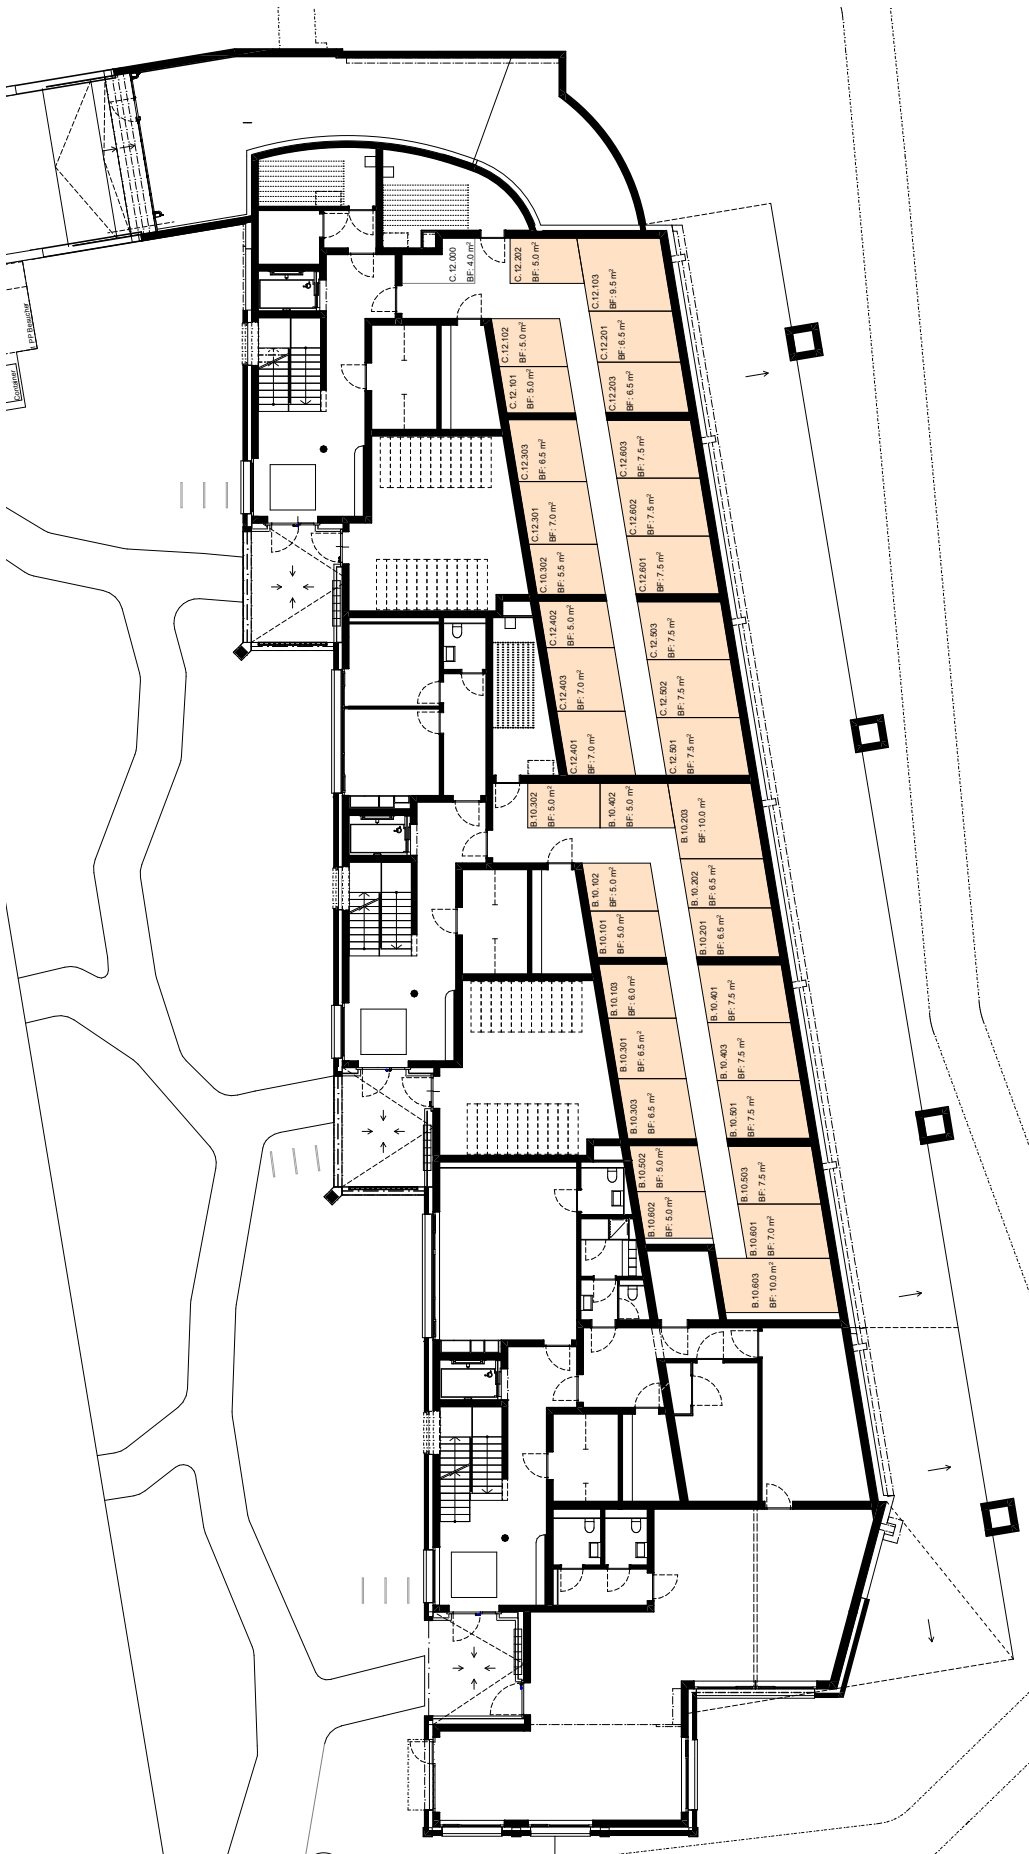 PP Besucher
Container
C.12.000
BF: 4.0 m²
C.12.202
BF: 5.0 m²
C.12.103
BF: 9.5 m²
C.12.102
BF: 5.0 m²
C.12.201
BF: 6.5 m²
C.12.101
BF: 5.0 m²
C.12.203
BF: 6.5 m²
C.12.303
BF: 6.5 m²
C.12.603
BF: 7.5 m²
C.12.301
BF: 7.0 m²
C.12.602
BF: 7.5 m²
C.10.302
BF: 5.5 m²
C.12.601
BF: 7.5 m²
C.12.402
BF: 5.0 m²
C.12.503
BF: 7.5 m²
C.12.403
BF: 7.0 m²
C.12.502
BF: 7.5 m²
C.12.401
BF: 7.0 m²
C.12.501
BF: 7.5 m²
B.10.302
BF: 5.0 m²
B.10.402
BF: 5.0 m²
B.10.203
BF: 10.0 m²
B.10.102
BF: 5.0 m²
B.10.202
BF: 6.5 m²
B.10.101
BF: 5.0 m²
B.10.201
BF: 6.5 m²
B.10.103
BF: 6.0 m²
B.10.401
BF: 7.5 m²
B.10.301
BF: 6.5 m²
B.10.403
BF: 7.5 m²
B.10.303
BF: 6.5 m²
B.10.501
BF: 7.5 m²
B.10.502
BF: 5.0 m²
B.10.503
BF: 7.5 m²
B.10.602
BF: 5.0 m²
B.10.601
BF: 7.0 m²
B.10.603
BF: 10.0 m²